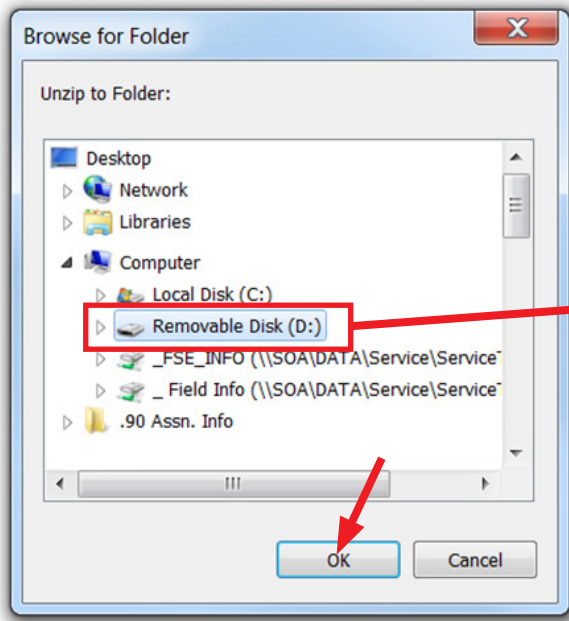 Browse for Folder
Unzip to Folder:
Desktop
Network
Libraries
Computer
Local Disk (C:)
Removable Disk (D:)
_FSE_INFO (\\SOA\DATA\Service\Service
_ Field Info (\\SOA\DATA\Service\Service
.90 Assn. Info
OK
Cancel